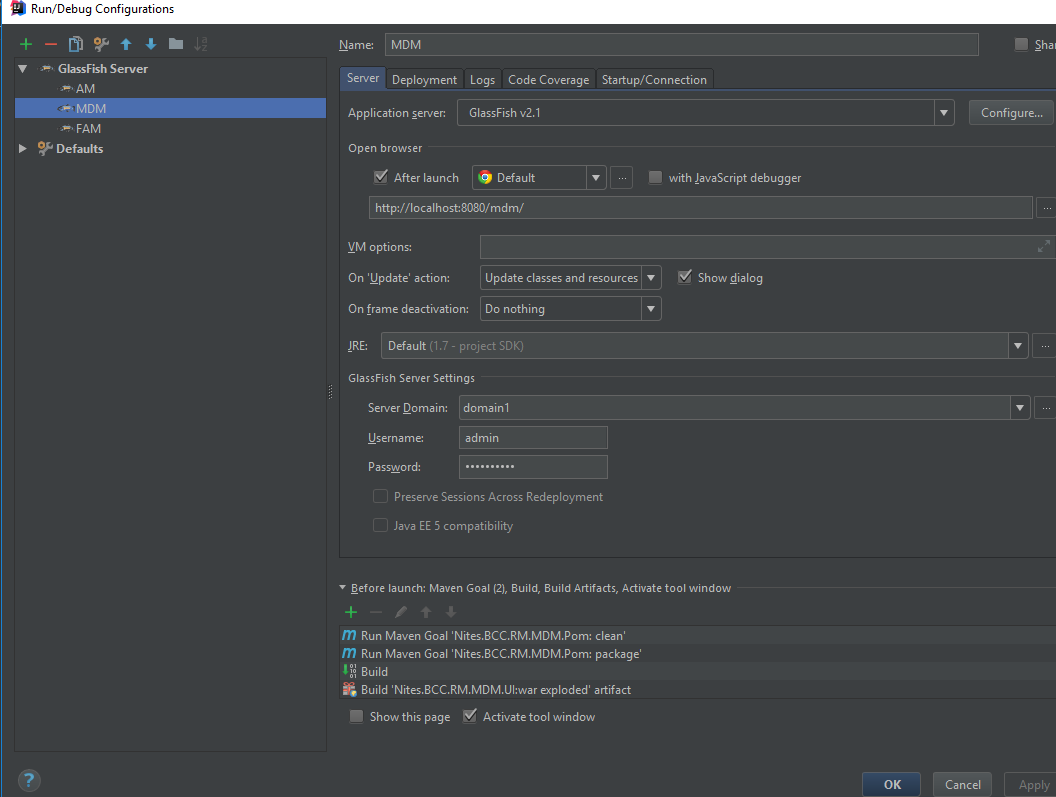 Run/Debug Configurations
Name: MDM Shar
GlassFish Server
AM
MDM
FAM
Defaults
Server Deployment Logs Code Coverage Startup/Connection
Application server: GlassFish v2.1 Configure...
Open browser
After launch Default ... with JavaScript debugger
http://localhost:8080/mdm/ ...
VM options:
On 'Update' action: Update classes and resources Show dialog
On frame deactivation: Do nothing
JRE: Default (1.7 - project SDK) ...
GlassFish Server Settings
Server Domain: domain1 ...
Username: admin
Password: ••••••••••
Preserve Sessions Across Redeployment
Java EE 5 compatibility
Before launch: Maven Goal (2), Build, Build Artifacts, Activate tool window
Run Maven Goal 'Nites.BCC.RM.MDM.Pom: clean'
Run Maven Goal 'Nites.BCC.RM.MDM.Pom: package'
Build
Build 'Nites.BCC.RM.MDM.UI:war exploded' artifact
Show this page Activate tool window
? OK Cancel Apply